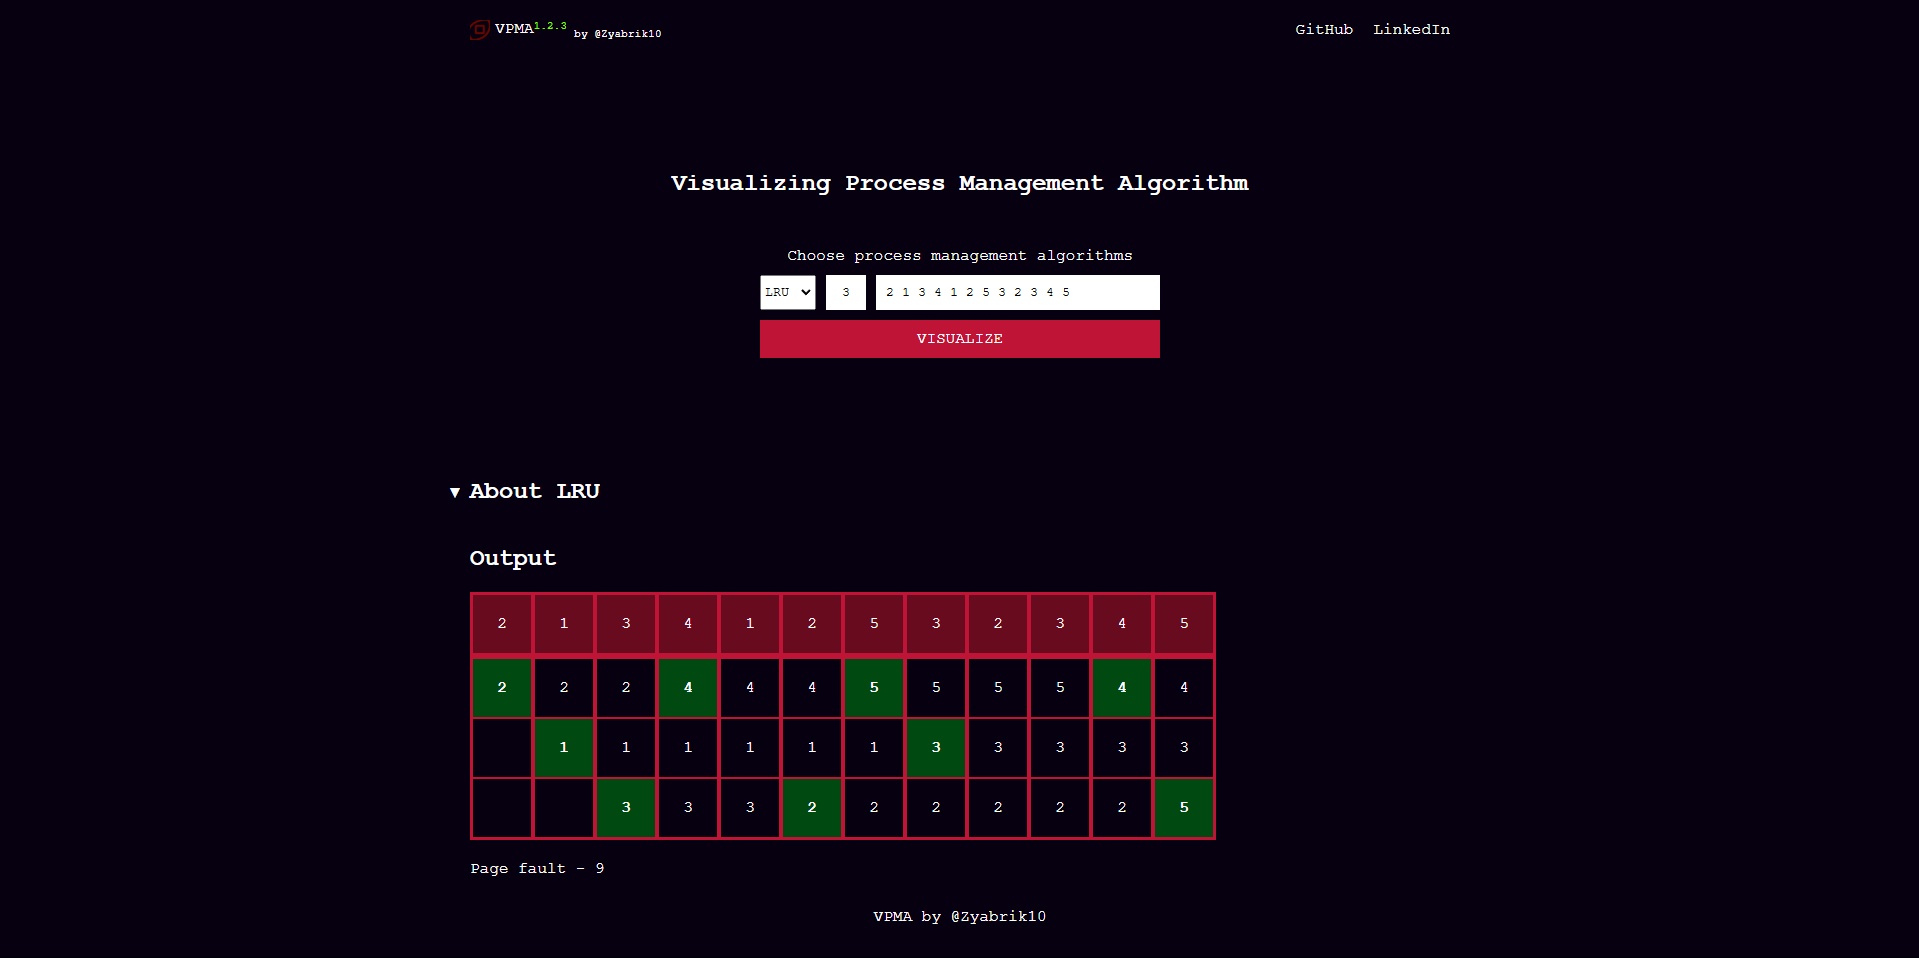 VPMA1.2.3 by @Zyabrik10 GitHub LinkedIn
Visualizing Process Management Algorithm
Choose process management algorithms
LRU 3 2 1 3 4 1 2 5 3 2 3 4 5
VISUALIZE
▼ About LRU
Output
2 1 3 4 1 2 5 3 2 3 4 5
2 2 2 4 4 4 5 5 5 5 4 4
1 1 1 1 1 1 3 3 3 3 3
3 3 3 2 2 2 2 2 2 5
Page fault - 9
VPMA by @Zyabrik10